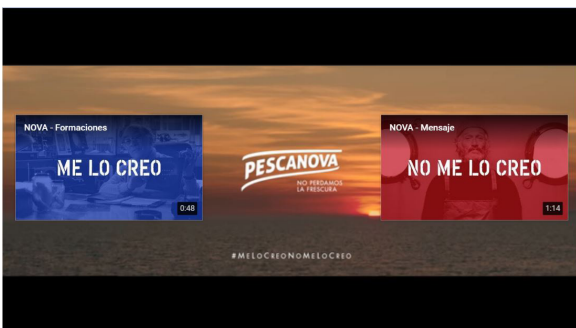 NOVA - Formaciones
ME LO CREO
0:48
PESCANOVA
NO PERDAMOS
LA FRESCURA
NOVA - Mensaje
NO ME LO CREO
1:14
#MELOCREONOMELOCREO